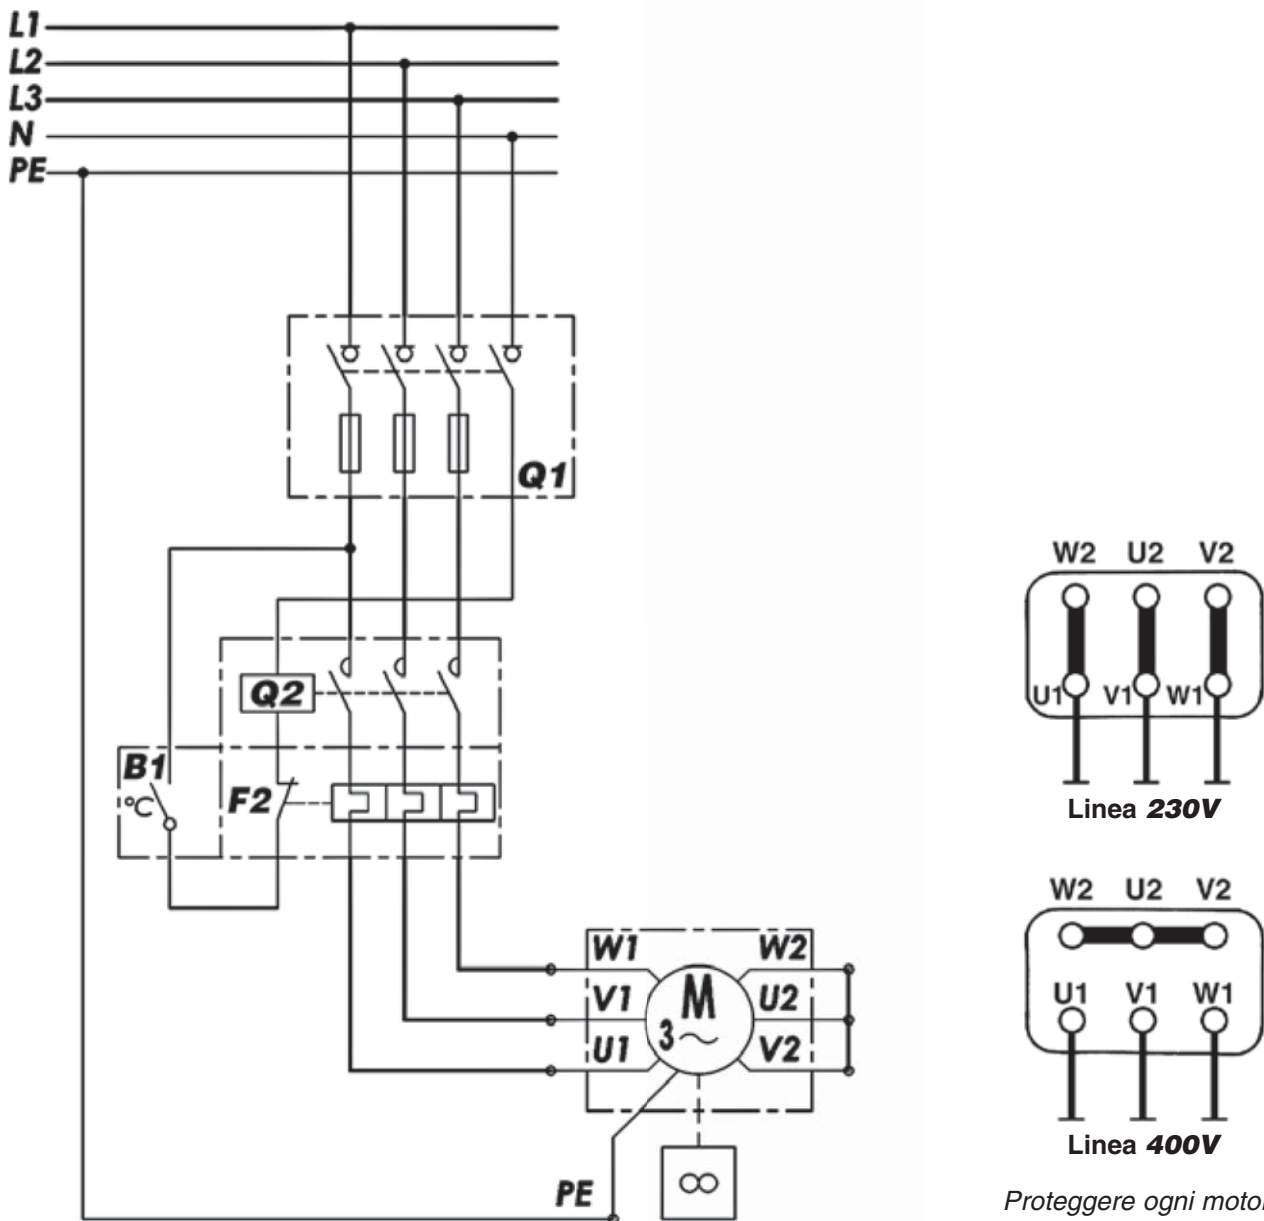 L1
L2
L3
N
PE
Q1
Q2
B1
°C
F2
W1
W2
V1
M
U2
3
U1
V2
PE
W2 U2 V2
U1 V1 W1
Linea 230V
W2 U2 V2
U1 V1 W1
Linea 400V
Proteggere ogni